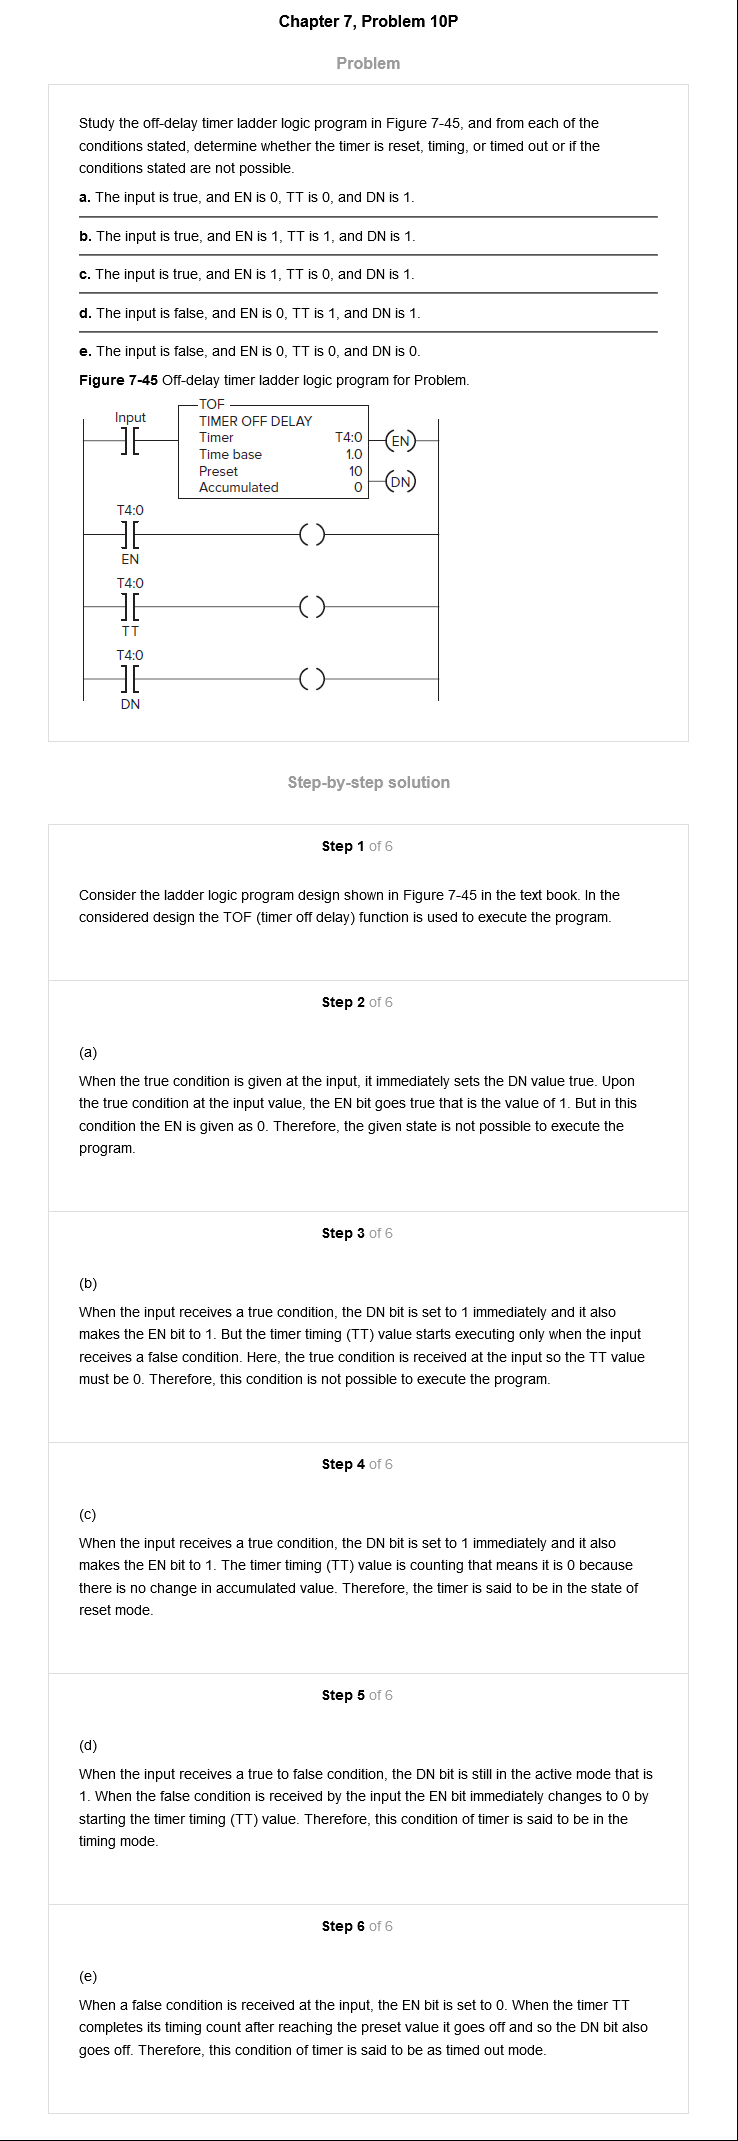 Chapter 7, Problem 10P
Problem
Study the off-delay timer ladder logic program in Figure 7-45, and from each of the
conditions stated, determine whether the timer is reset, timing, or timed out or if the
conditions stated are not possible.
a. The input is true, and EN is 0, TT is 0, and DN is 1.
b. The input is true, and EN is 1, TT is 1, and DN is 1.
c. The input is true, and EN is 1, TT is 0, and DN is 1.
d. The input is false, and EN is 0, TT is 1, and DN is 1.
e. The input is false, and EN is 0, TT is 0, and DN is 0.
Figure 7-45 Off-delay timer ladder logic program for Problem.
TOF
Input
TIMER OFF DELAY
Timer T4:0
EN
Time base 1.0
Preset 10
DN
Accumulated 0
T4:0
EN
T4:0
TT
T4:0
DN
Step-by-step solution
Step 1 of 6
Consider the ladder logic program design shown in Figure 7-45 in the text book. In the
considered design the TOF (timer off delay) function is used to execute the program.
Step 2 of 6
(a)
When the true condition is given at the input, it immediately sets the DN value true. Upon
the true condition at the input value, the EN bit goes true that is the value of 1. But in this
condition the EN is given as 0. Therefore, the given state is not possible to execute the
program.
Step 3 of 6
(b)
When the input receives a true condition, the DN bit is set to 1 immediately and it also
makes the EN bit to 1. But the timer timing (TT) value starts executing only when the input
receives a false condition. Here, the true condition is received at the input so the TT value
must be 0. Therefore, this condition is not possible to execute the program.
Step 4 of 6
(c)
When the input receives a true condition, the DN bit is set to 1 immediately and it also
makes the EN bit to 1. The timer timing (TT) value is counting that means it is 0 because
there is no change in accumulated value. Therefore, the timer is said to be in the state of
reset mode.
Step 5 of 6
(d)
When the input receives a true to false condition, the DN bit is still in the active mode that is
1. When the false condition is received by the input the EN bit immediately changes to 0 by
starting the timer timing (TT) value. Therefore, this condition of timer is said to be in the
timing mode.
Step 6 of 6
(e)
When a false condition is received at the input, the EN bit is set to 0. When the timer TT
completes its timing count after reaching the preset value it goes off and so the DN bit also
goes off. Therefore, this condition of timer is said to be as timed out mode.